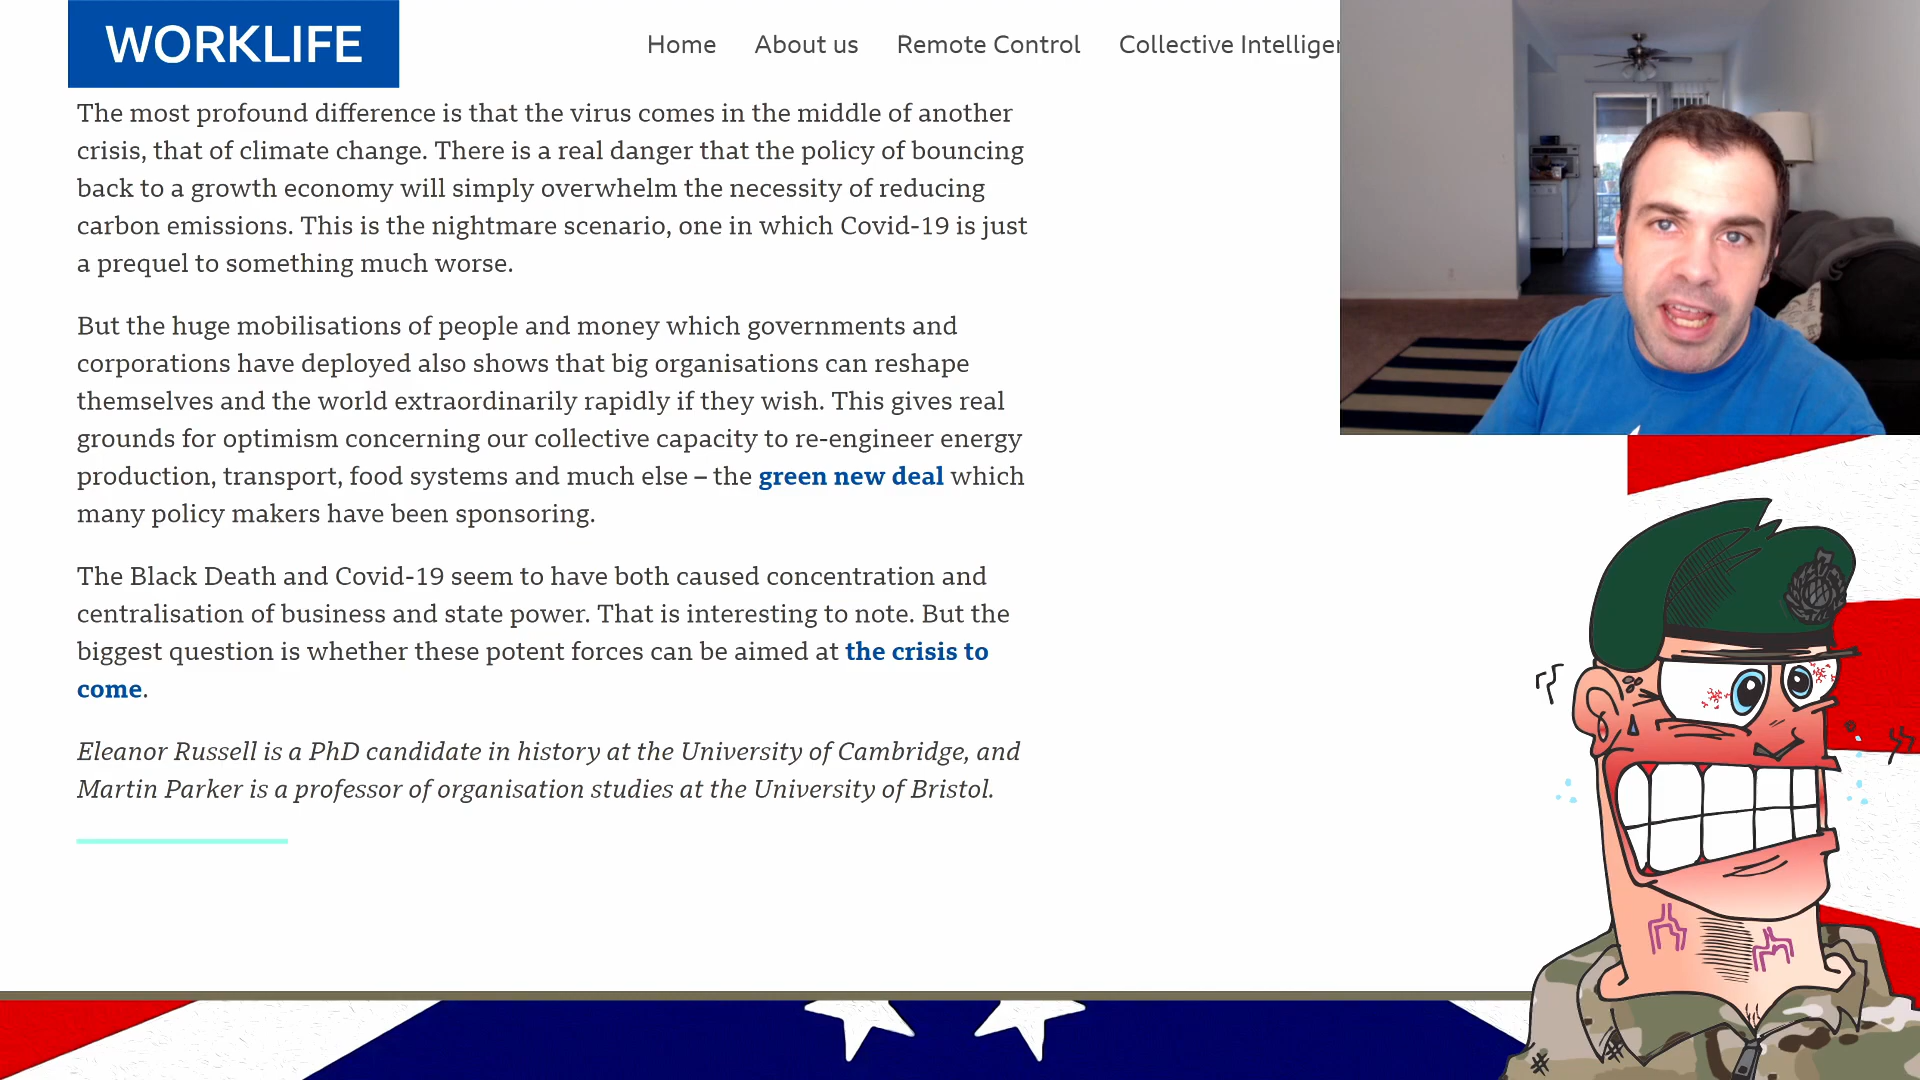 WORKLIFE
Home About us Remote Control Collective
The most profound difference is that the virus comes in the middle of another
crisis, that of climate change. There is a real danger that the policy of bouncing
back to a growth economy will simply overwhelm the necessity of reducing
carbon emissions. This is the nightmare scenario, one in which Covid-19 is just
a prequel to something much worse.
But the huge mobilisations of people and money which governments and
corporations have deployed also shows that big organisations can reshape
themselves and the world extraordinarily rapidly if they wish. This gives real
grounds for optimism concerning our collective capacity to re-engineer energy
production, transport, food systems and much else – the green new deal which
many policy makers have been sponsoring.
The Black Death and Covid-19 seem to have both caused concentration and
centralisation of business and state power. That is interesting to note. But the
biggest question is whether these potent forces can be aimed at the crisis to
come.
Eleanor Russell is a PhD candidate in history at the University of Cambridge, and
Martin Parker is a professor of organisation studies at the University of Bristol.